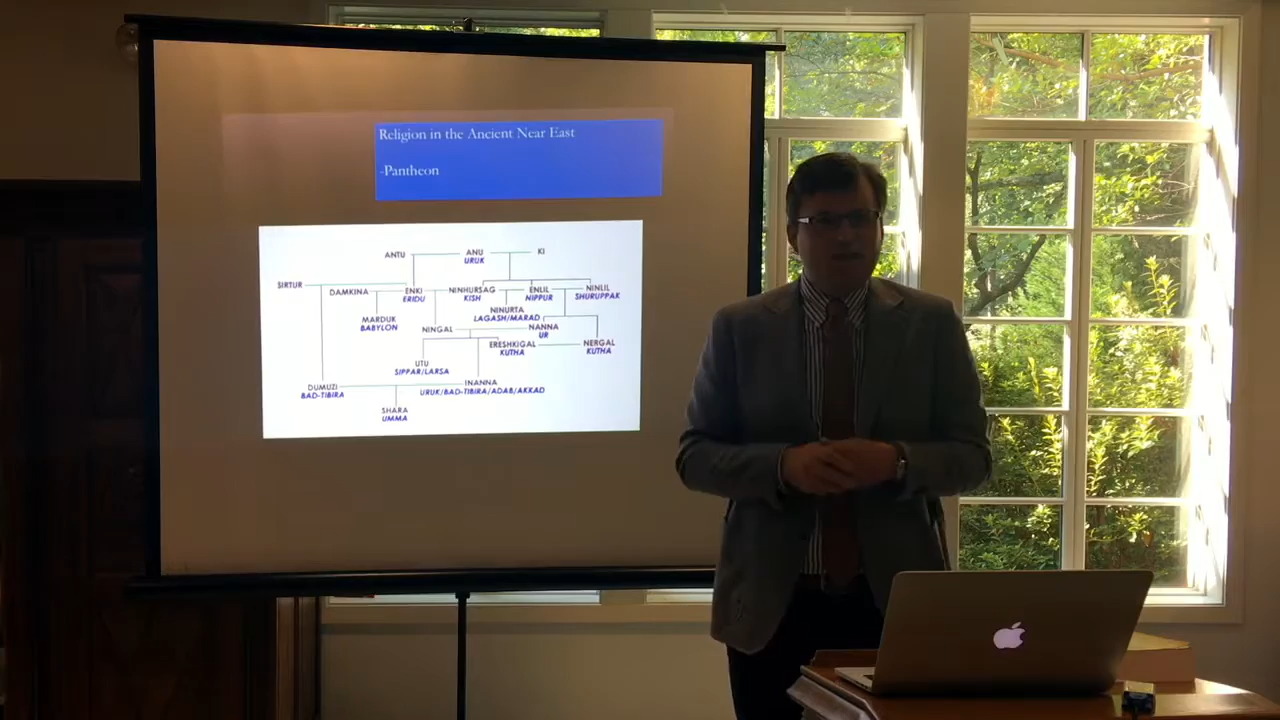 Religion in the Ancient Near East
-Pantheon
ANTU ANU KI
URUK
SIRTUR DAMKINA ENKI NINHURSAG ENLIL NINLIL
ERIDU KISH NIPPUR SHURUPPAK
NINURTA
MARDUK LAGASH/MARAD
BABYLON
NINGAL NANNA
UR
ERESHKIGAL NERGAL
KUTHA KUTHA
UTU
SIPPAR/LARSA
DUMUZI INANNA
BAD-TIBIRA URUK/BAD-TIBIRA/ADAB/AKKAD
SHARA
UMMA